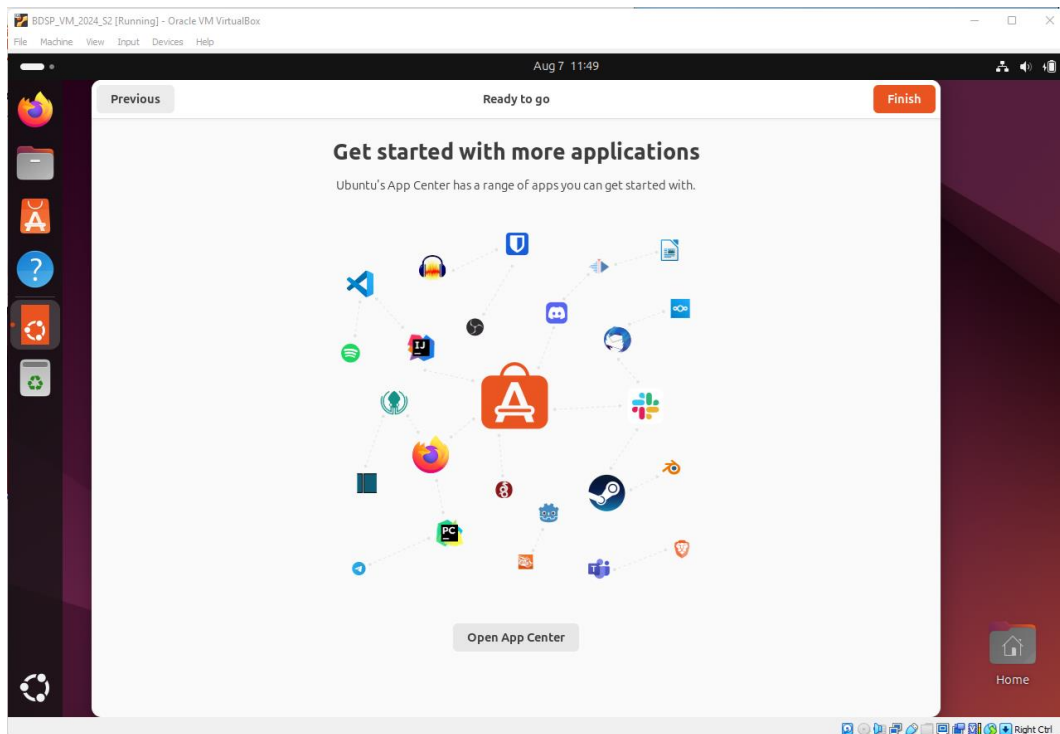 BDSP_VM_2024_S2 [Running] - Oracle VM VirtualBox
File Machine View Input Devices Help
Aug 7 11:49
Previous
Ready to go
Finish
Get started with more applications
Ubuntu's App Center has a range of apps you can get started with.
IJ
PC
Open App Center
Home
Right Ctrl